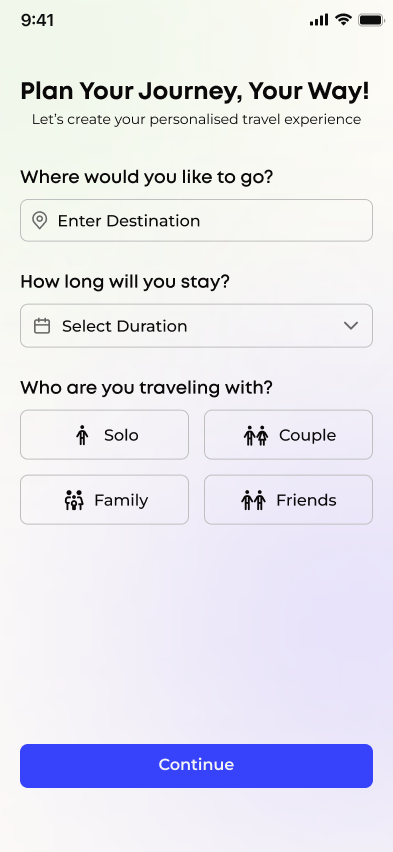 9:41
Plan Your Journey, Your Way!
Let's create your personalised travel experience
Where would you like to go?
Enter Destination
How long will you stay?
Select Duration
Who are you traveling with?
Solo
Couple
Family
Friends
Continue